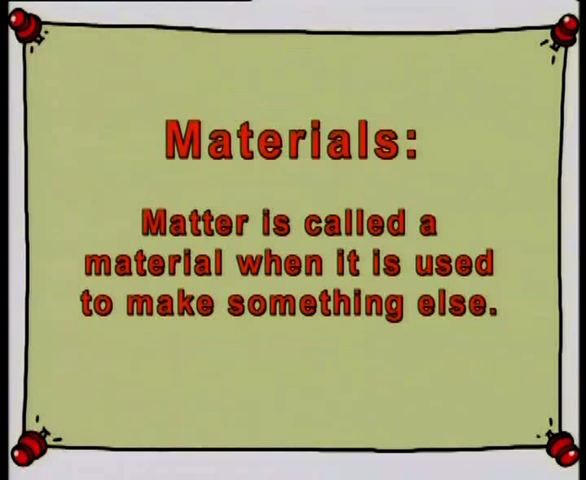 Materials:
Matter is called a
material when it is used
to make something else.